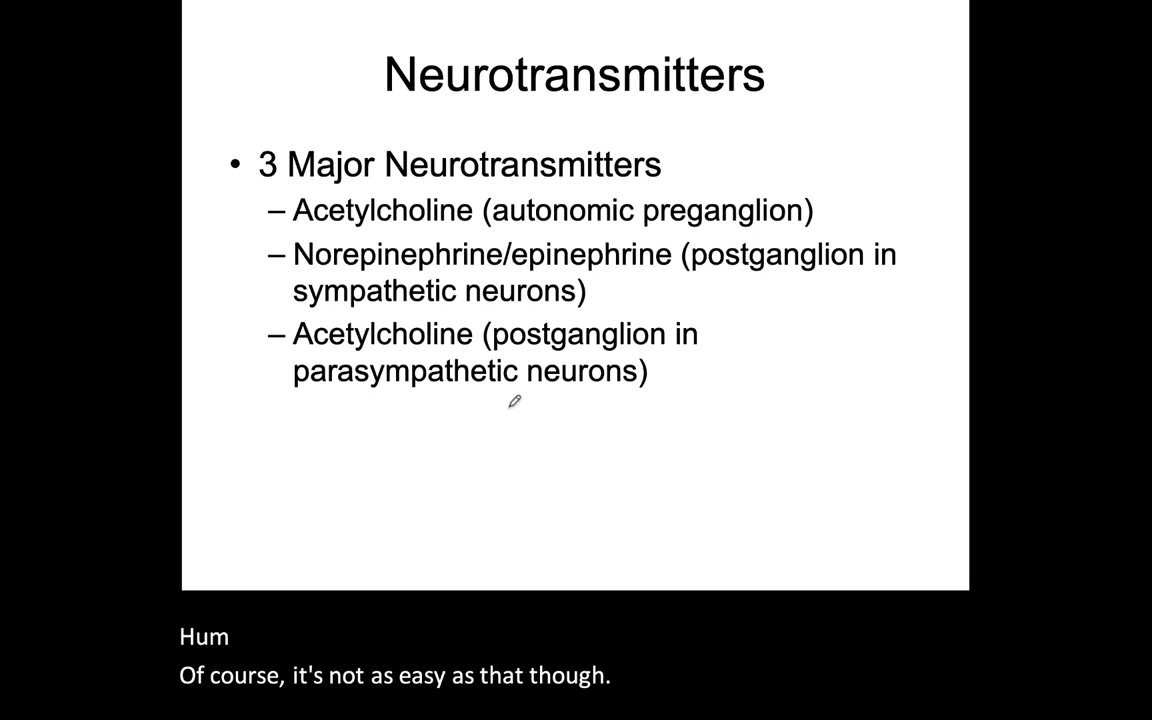 Neurotransmitters
• 3 Major Neurotransmitters
– Acetylcholine (autonomic preganglion)
– Norepinephrine/epinephrine (postganglion in
sympathetic neurons)
– Acetylcholine (postganglion in
parasympathetic neurons)
Hum
Of course, it's not as easy as that though.